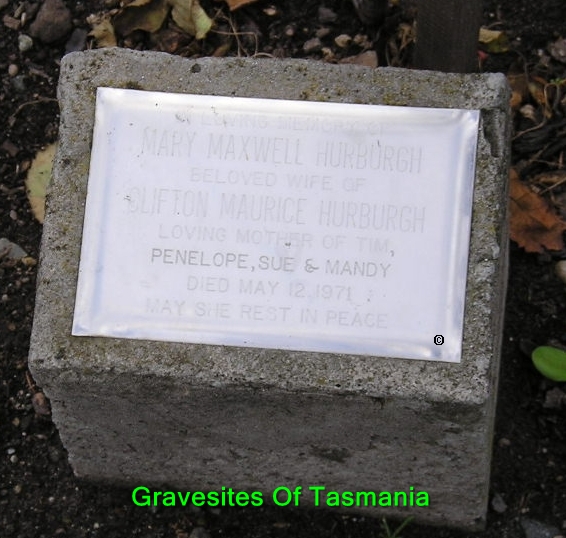 IN LOVING MEMORY OF
MARY MAXWELL HURBURGH
BELOVED WIFE OF
CLIFTON MAURICE HURBURGH
LOVING MOTHER OF TIM,
PENELOPE, SUE & MANDY
DIED MAY 12, 1971
MAY SHE REST IN PEACE
©
Gravesites Of Tasmania